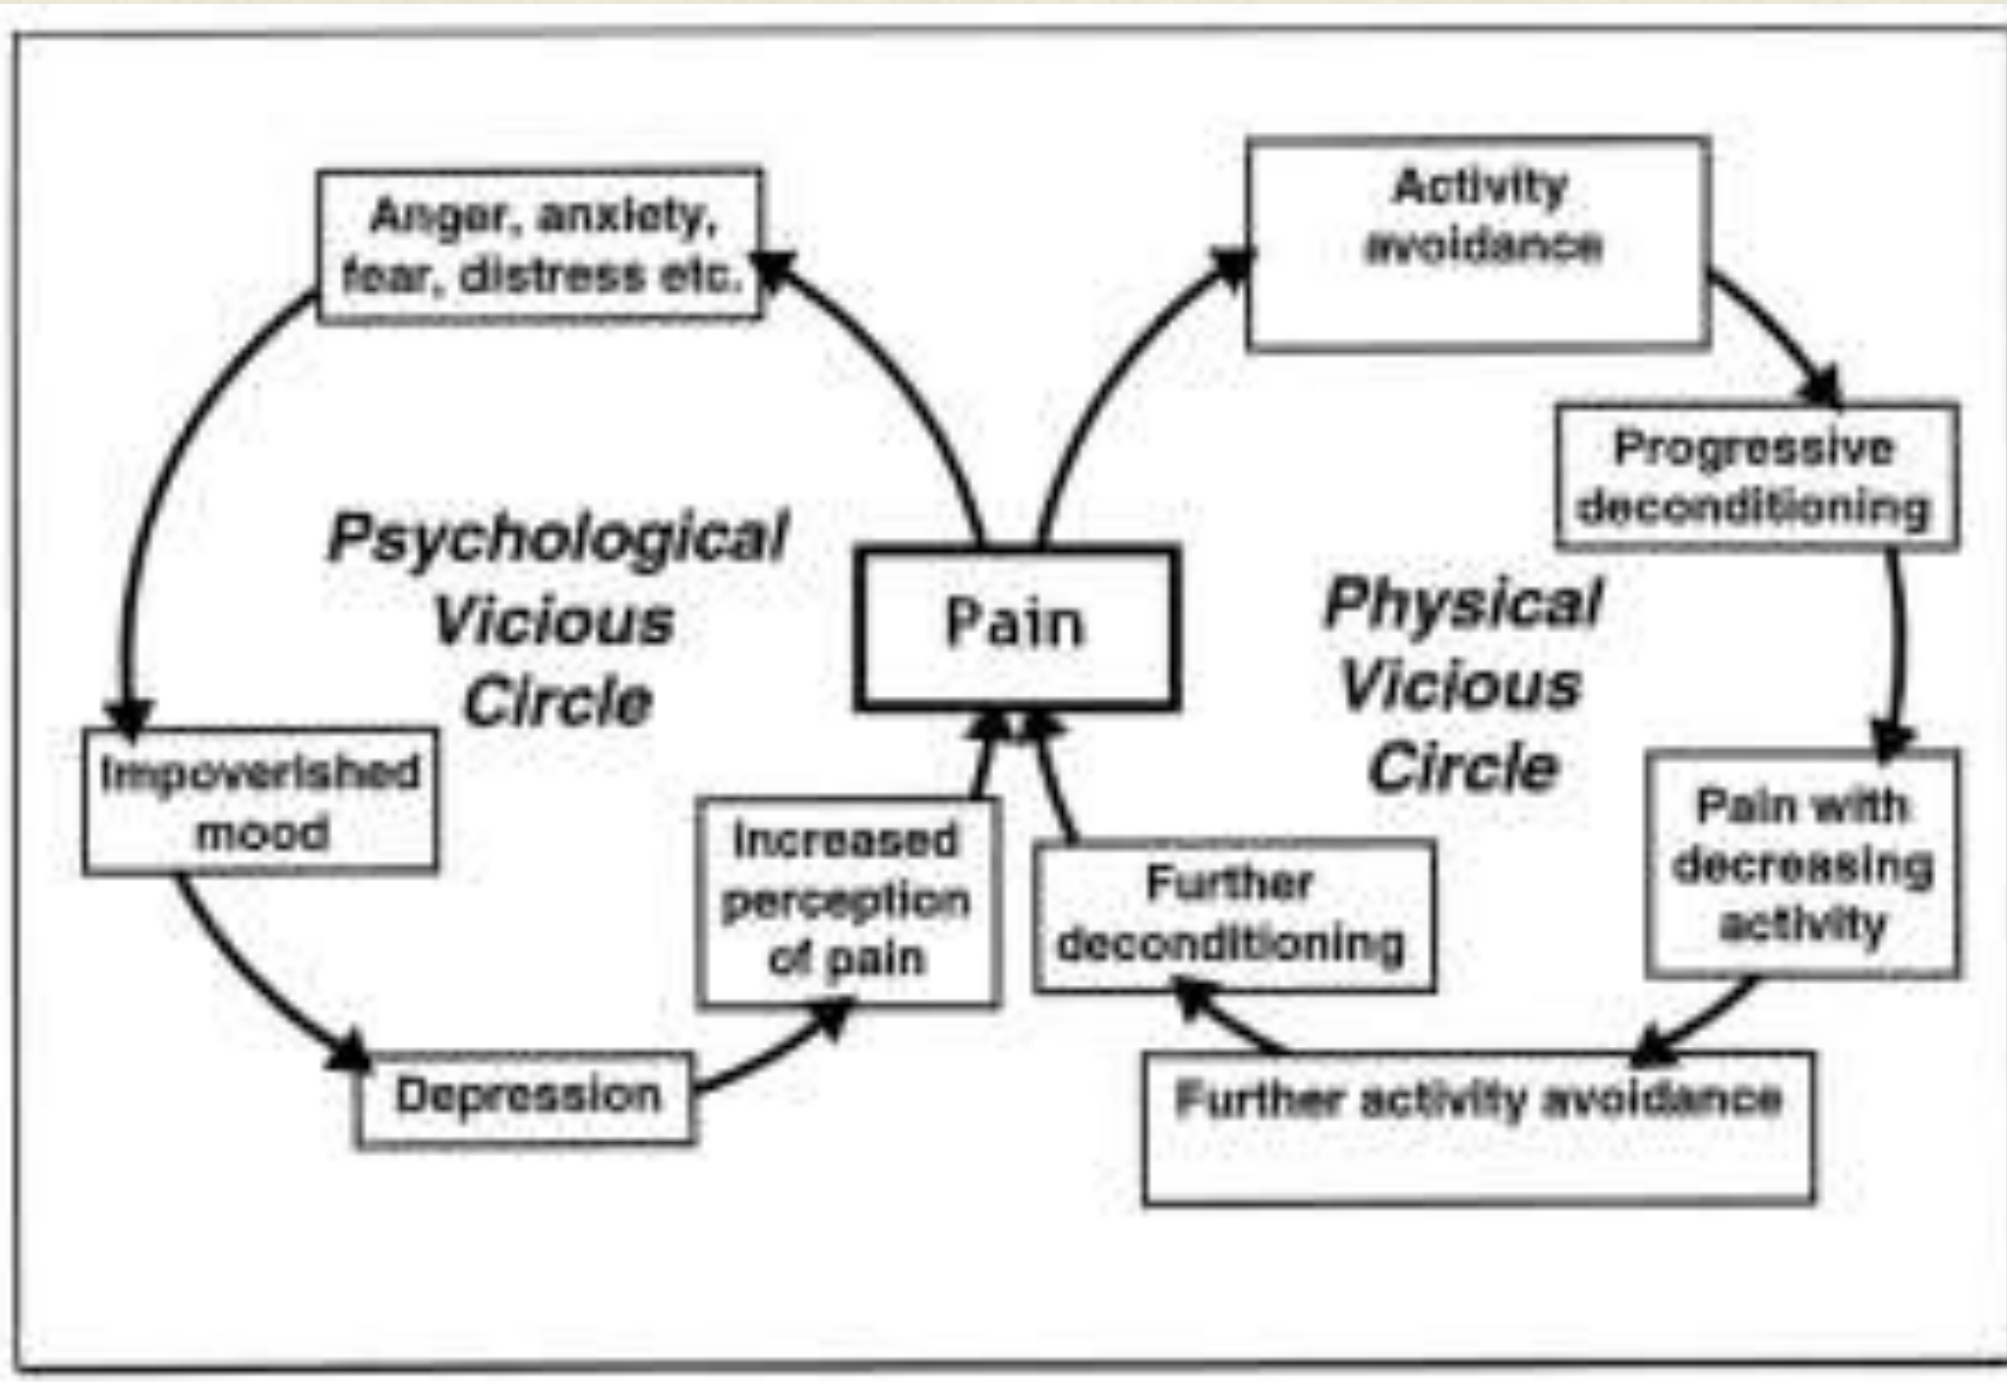 Anger, anxiety,
fear, distress etc.
Activity
avoidance
Progressive
deconditioning
Psychological
Vicious
Circle
Pain
Physical
Vicious
Circle
Impoverished
mood
Increased
perception
of pain
Further
deconditioning
Pain with
decreasing
activity
Depression
Further activity avoidance